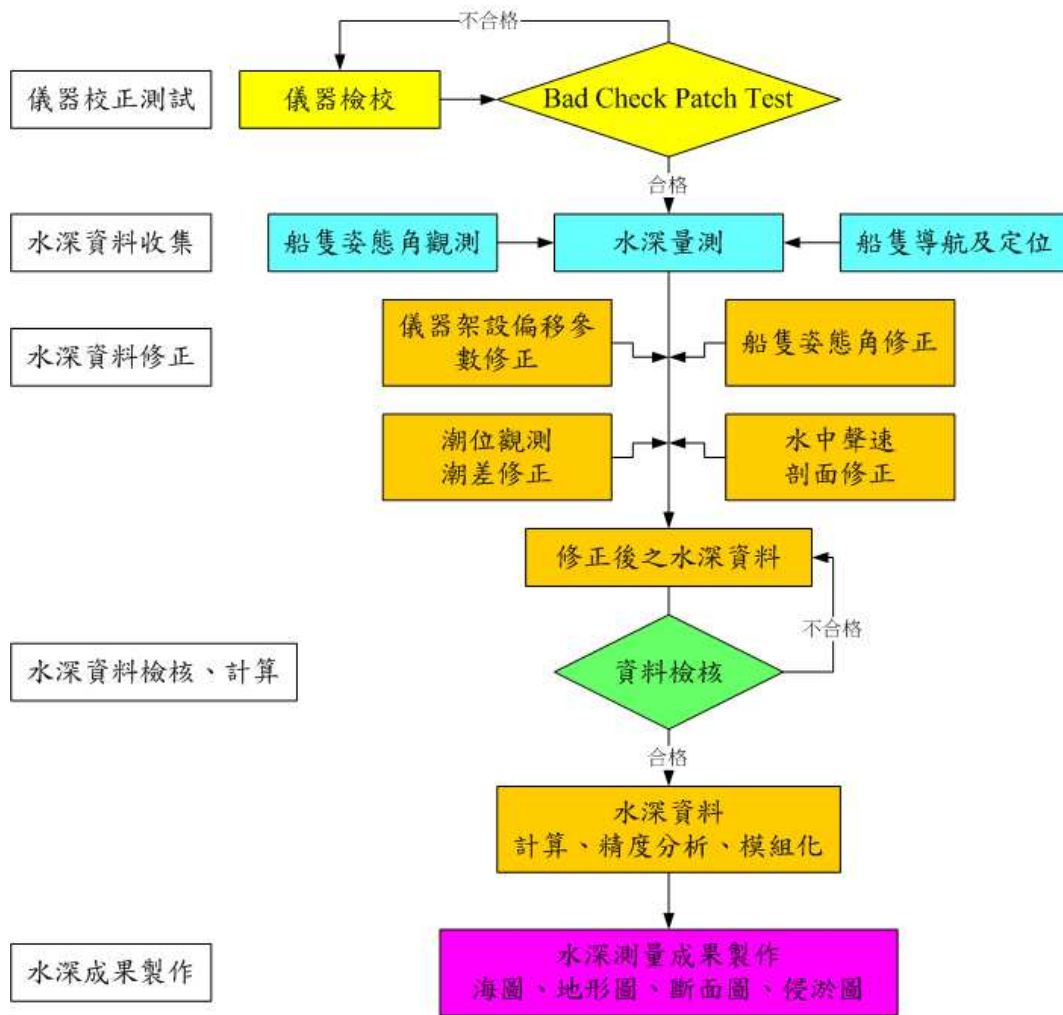 不合格
儀器校正測試
儀器檢校
Bad Check Patch Test
合格
水深資料收集
船隻姿態角觀測
水深量測
船隻導航及定位
水深資料修正
儀器架設偏移參
數修正
船隻姿態角修正
潮位觀測
潮差修正
水中聲速
剖面修正
修正後之水深資料
不合格
水深資料檢核、計算
資料檢核
合格
水深資料
計算、精度分析、模組化
水深成果製作
水深測量成果製作
海圖、地形圖、斷面圖、侵淤圖